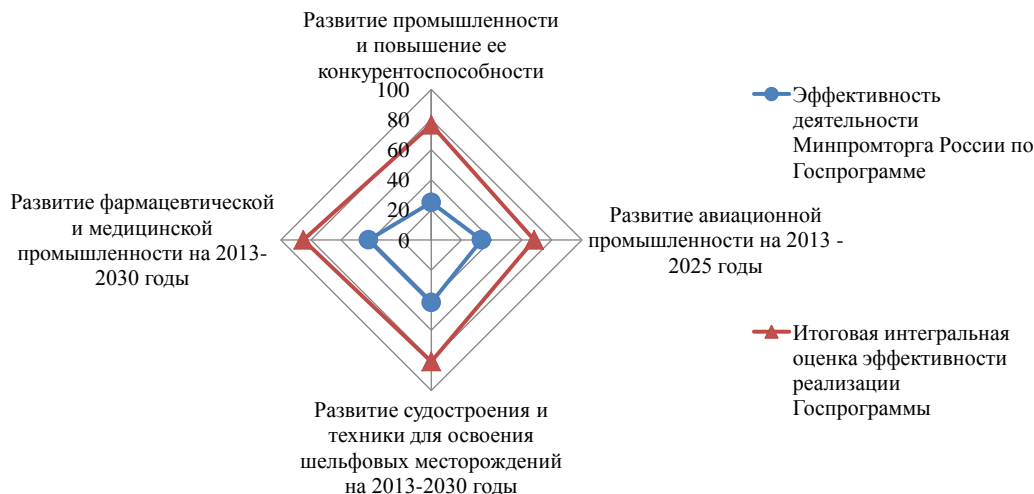 Развитие промышленности
и повышение ее
конкурентоспособности
100
80
60
40
20
0
Развитие фармацевтической
и медицинской
промышленности на 2013-
2030 годы
Развитие авиационной
промышленности на 2013 -
2025 годы
Развитие судостроения и
техники для освоения
шельфовых месторождений
на 2013-2030 годы
Эффективность
деятельности
Минпромторга России по
Госпрограмме
Итоговая интегральная
оценка эффективности
реализации
Госпрограммы